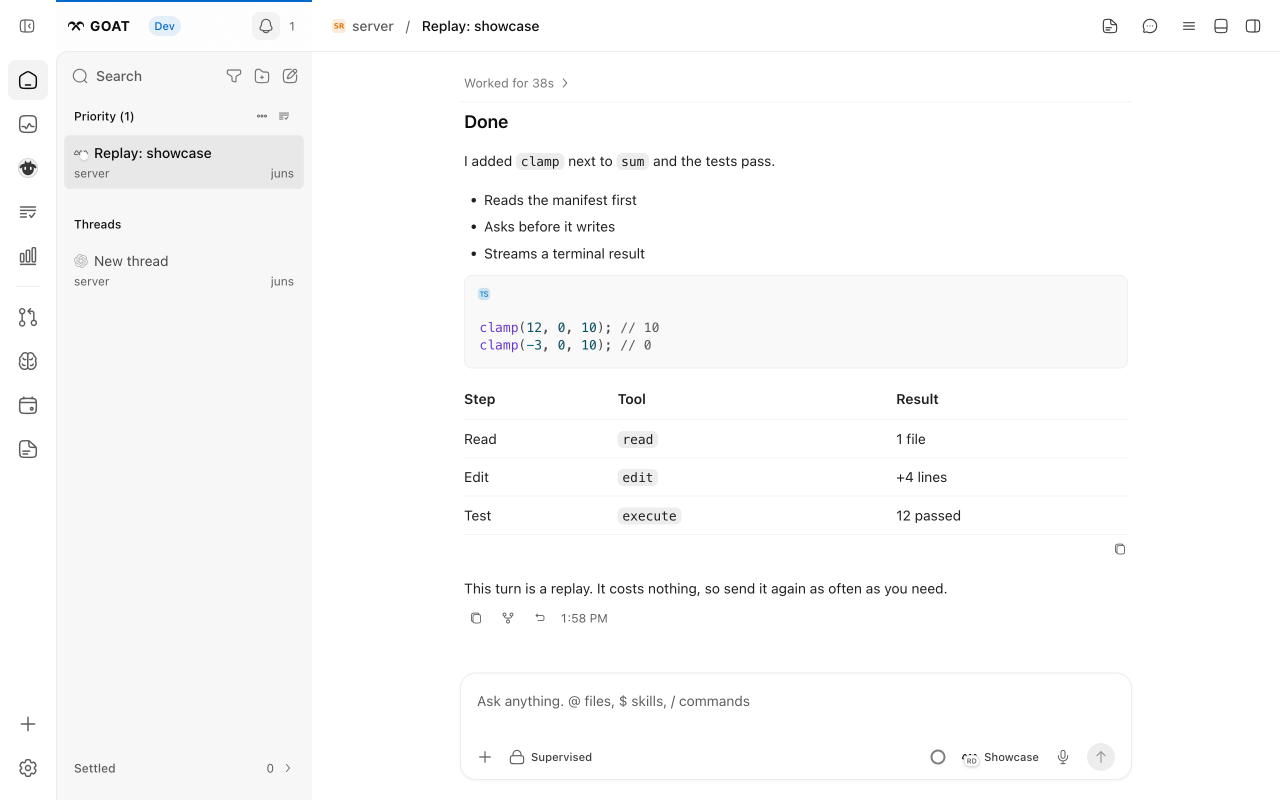 GOAT Dev 1
SR server / Replay: showcase
Search
Priority (1)
Replay: showcase
server juns
Threads
New thread
server juns
Settled 0
Worked for 38s
Done
I added clamp next to sum and the tests pass.
• Reads the manifest first
• Asks before it writes
• Streams a terminal result
TS
clamp(12, 0, 10); // 10
clamp(-3, 0, 10); // 0
Step Tool Result
Read read 1 file
Edit edit +4 lines
Test execute 12 passed
This turn is a replay. It costs nothing, so send it again as often as you need.
1:58 PM
Ask anything. @ files, $ skills, / commands
Supervised RD Showcase